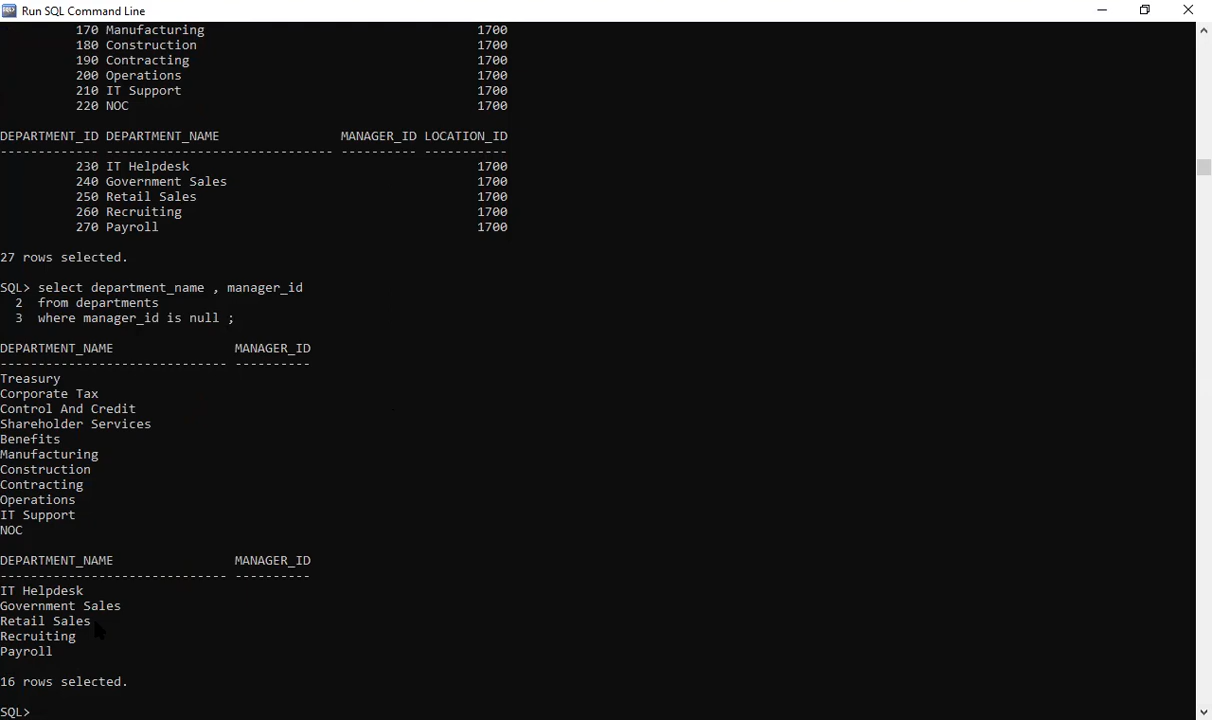 Run SQL Command Line
170 Manufacturing 1700
180 Construction 1700
190 Contracting 1700
200 Operations 1700
210 IT Support 1700
220 NOC 1700
DEPARTMENT_ID DEPARTMENT_NAME MANAGER_ID LOCATION_ID
------------- ------------------------------ ---------- -----------
230 IT Helpdesk 1700
240 Government Sales 1700
250 Retail Sales 1700
260 Recruiting 1700
270 Payroll 1700
27 rows selected.
SQL> select department_name , manager_id
2 from departments
3 where manager_id is null ;
DEPARTMENT_NAME MANAGER_ID
------------------------------ ----------
Treasury
Corporate Tax
Control And Credit
Shareholder Services
Benefits
Manufacturing
Construction
Contracting
Operations
IT Support
NOC
DEPARTMENT_NAME MANAGER_ID
------------------------------ ----------
IT Helpdesk
Government Sales
Retail Sales
Recruiting
Payroll
16 rows selected.
SQL>